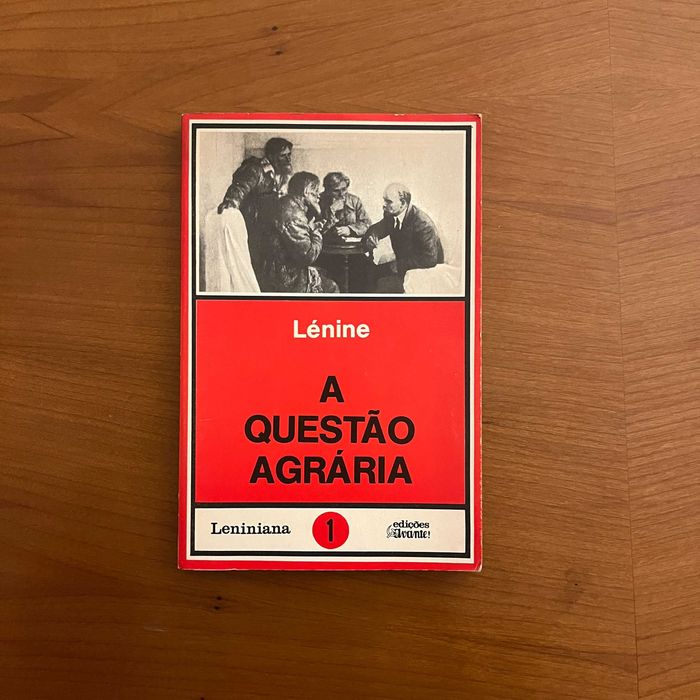 Lénine
A
QUESTÃO
AGRÁRIA
Leniniana
1
edições
Avante!